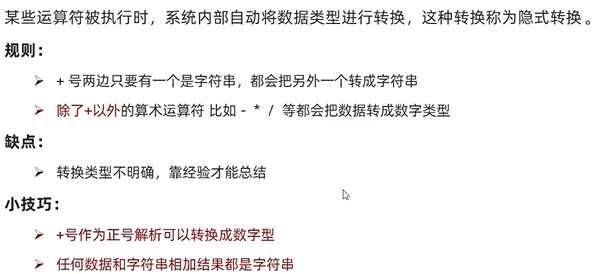 某些运算符被执行时，系统内部自动将数据类型进行转换，这种转换称为隐式转换。
规则：
+ 号两边只要有一个是字符串，都会把另外一个转成字符串
除了+以外的算术运算符 比如 - * / 等都会把数据转成数字类型
缺点：
转换类型不明确，靠经验才能总结
小技巧：
+号作为正号解析可以转换成数字型
任何数据和字符串相加结果都是字符串